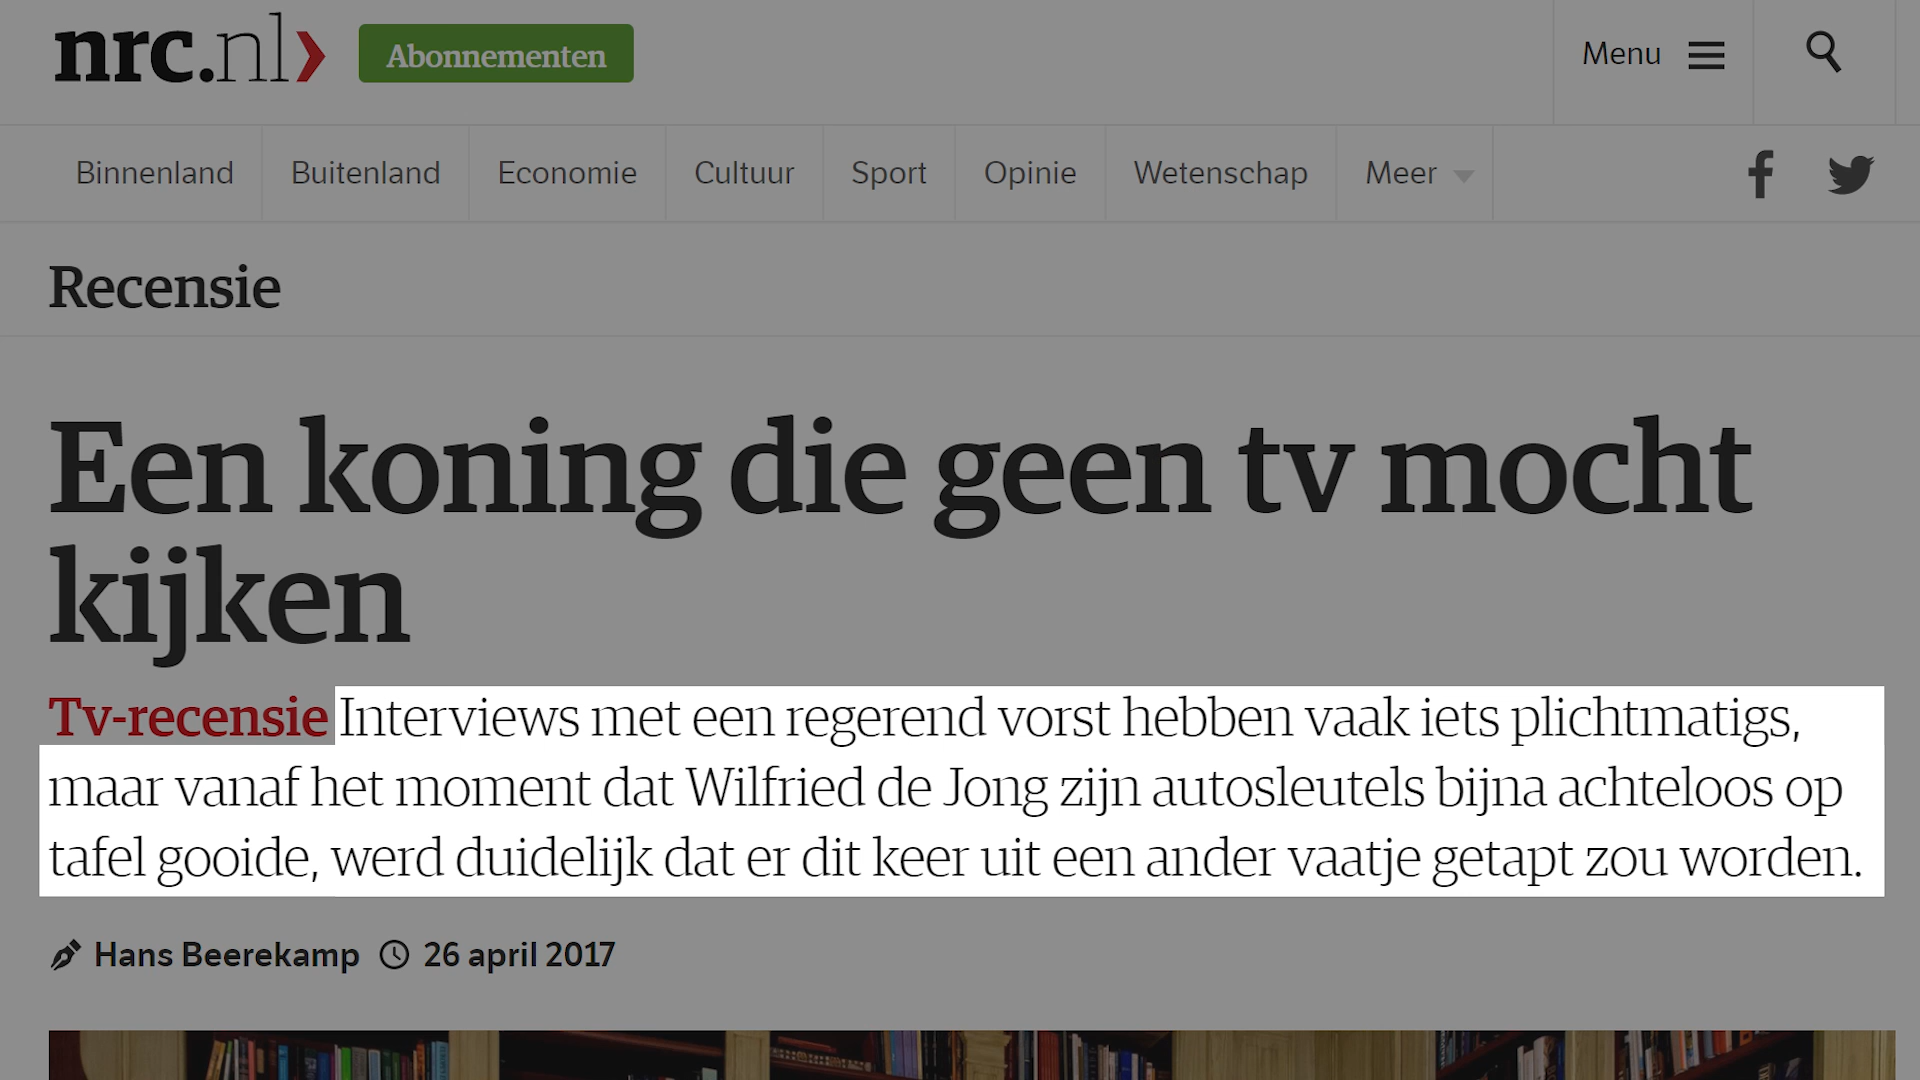 nrc.nl
Abonnementen
Menu
Binnenland Buitenland Economie Cultuur Sport Opinie Wetenschap Meer
Recensie
Een koning die geen tv mocht
kijken
Tv-recensie Interviews met een regerend vorst hebben vaak iets plichtmatigs,
maar vanaf het moment dat Wilfried de Jong zijn autosleutels bijna achteloos op
tafel gooide, werd duidelijk dat er dit keer uit een ander vaatje getapt zou worden.
Hans Beerekamp 26 april 2017